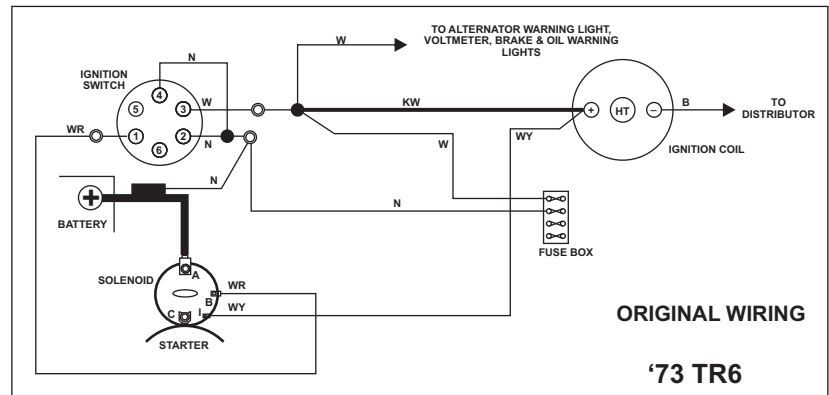 TO ALTERNATOR WARNING LIGHT,
VOLTMETER, BRAKE & OIL WARNING
LIGHTS
W
N
IGNITION
SWITCH
4
5
3
W
KW
+
HT
–
B
TO
DISTRIBUTOR
WR
1
2
N
6
W
WY
IGNITION COIL
N
N
+
BATTERY
FUSE BOX
SOLENOID
A
WR
B
C
I
WY
STARTER
ORIGINAL WIRING
‘73 TR6